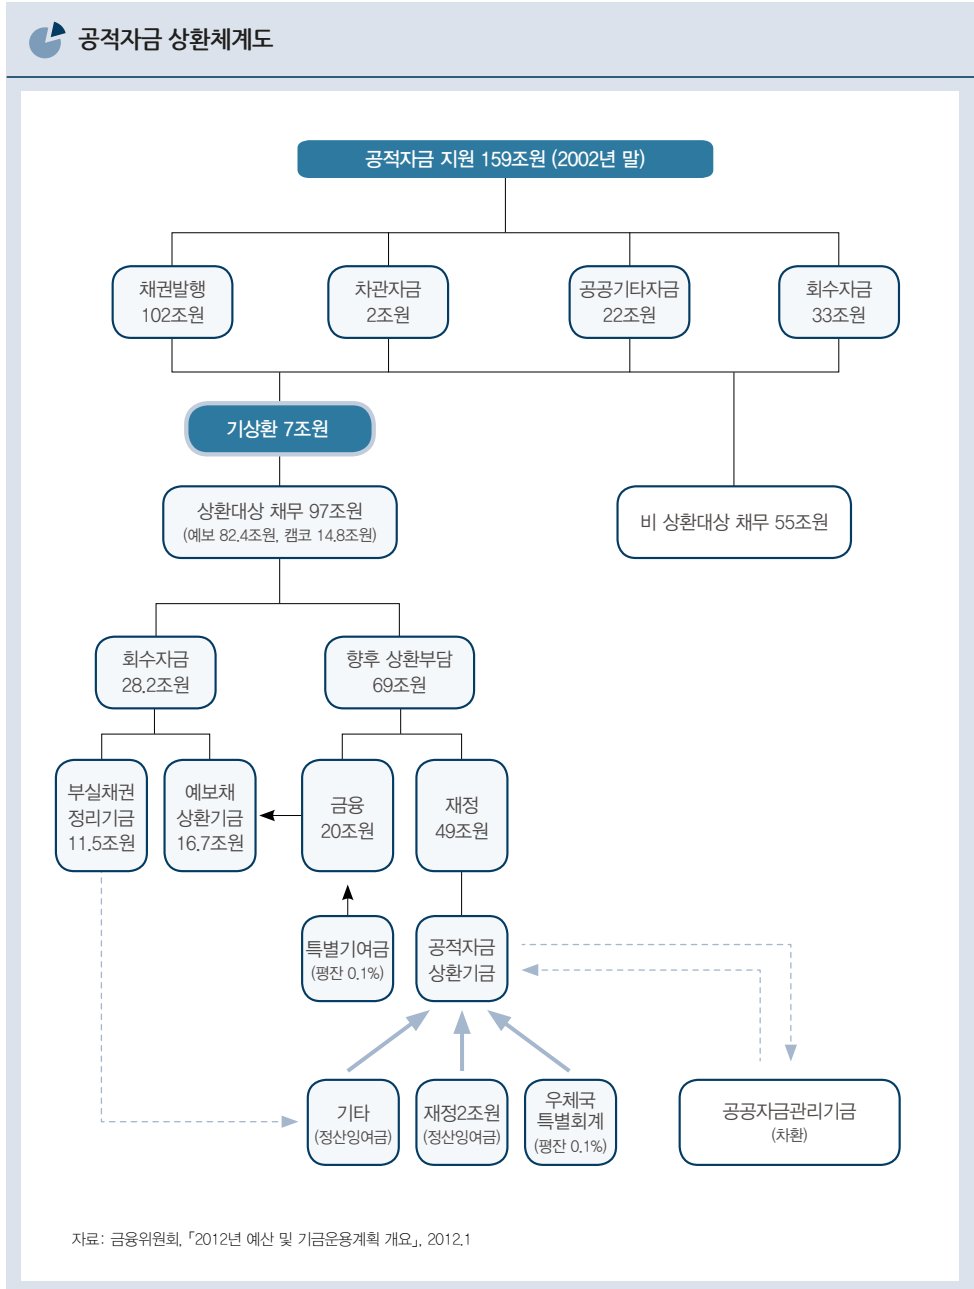 공적자금 상환체계도
공적자금 지원 159조원 (2002년 말)
채권발행
102조원
차관자금
2조원
공공기타자금
22조원
회수자금
33조원
기상환 7조원
상환대상 채무 97조원
(예보 82.4조원, 캠코 14.8조원)
비 상환대상 채무 55조원
회수자금
28.2조원
향후 상환부담
69조원
부실채권
정리기금
11.5조원
예보채
상환기금
16.7조원
금융
20조원
재정
49조원
특별기여금
(평잔 0.1%)
공적자금
상환기금
기타
(정산잉여금)
재정2조원
(정산잉여금)
우체국
특별회계
(평잔 0.1%)
공공자금관리기금
(차환)
자료: 금융위원회, 「2012년 예산 및 기금운용계획 개요」, 2012.1